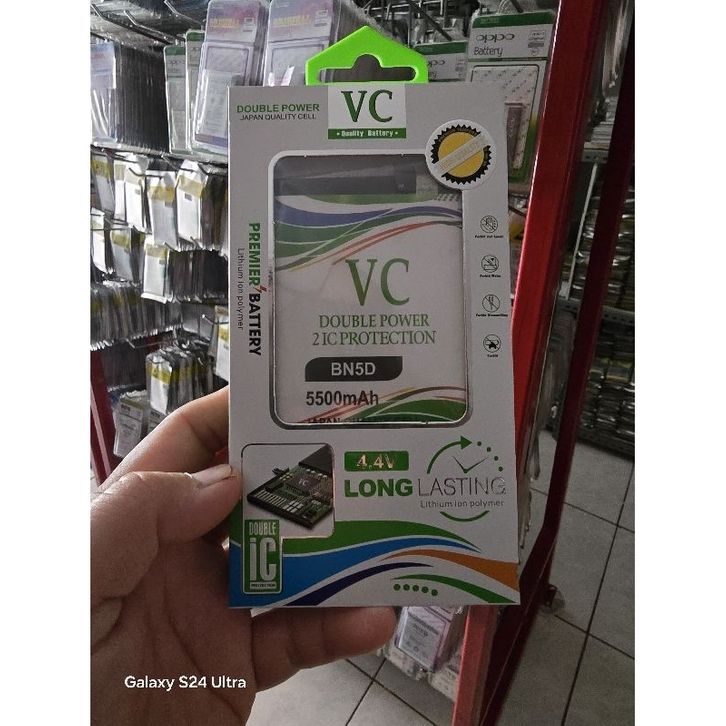 oppo
Battery
DOUBLE POWER
JAPAN QUALITY CELL
VC
• Quality Battery •
PREMIER BATTERY
Lithium ion polymer
VC
DOUBLE POWER
2 IC PROTECTION
BN5D
5500mAh
4.4V
LONG LASTING
Lithium ion polymer
VC
DOUBLE
iC
PROTECTION
Galaxy S24 Ultra